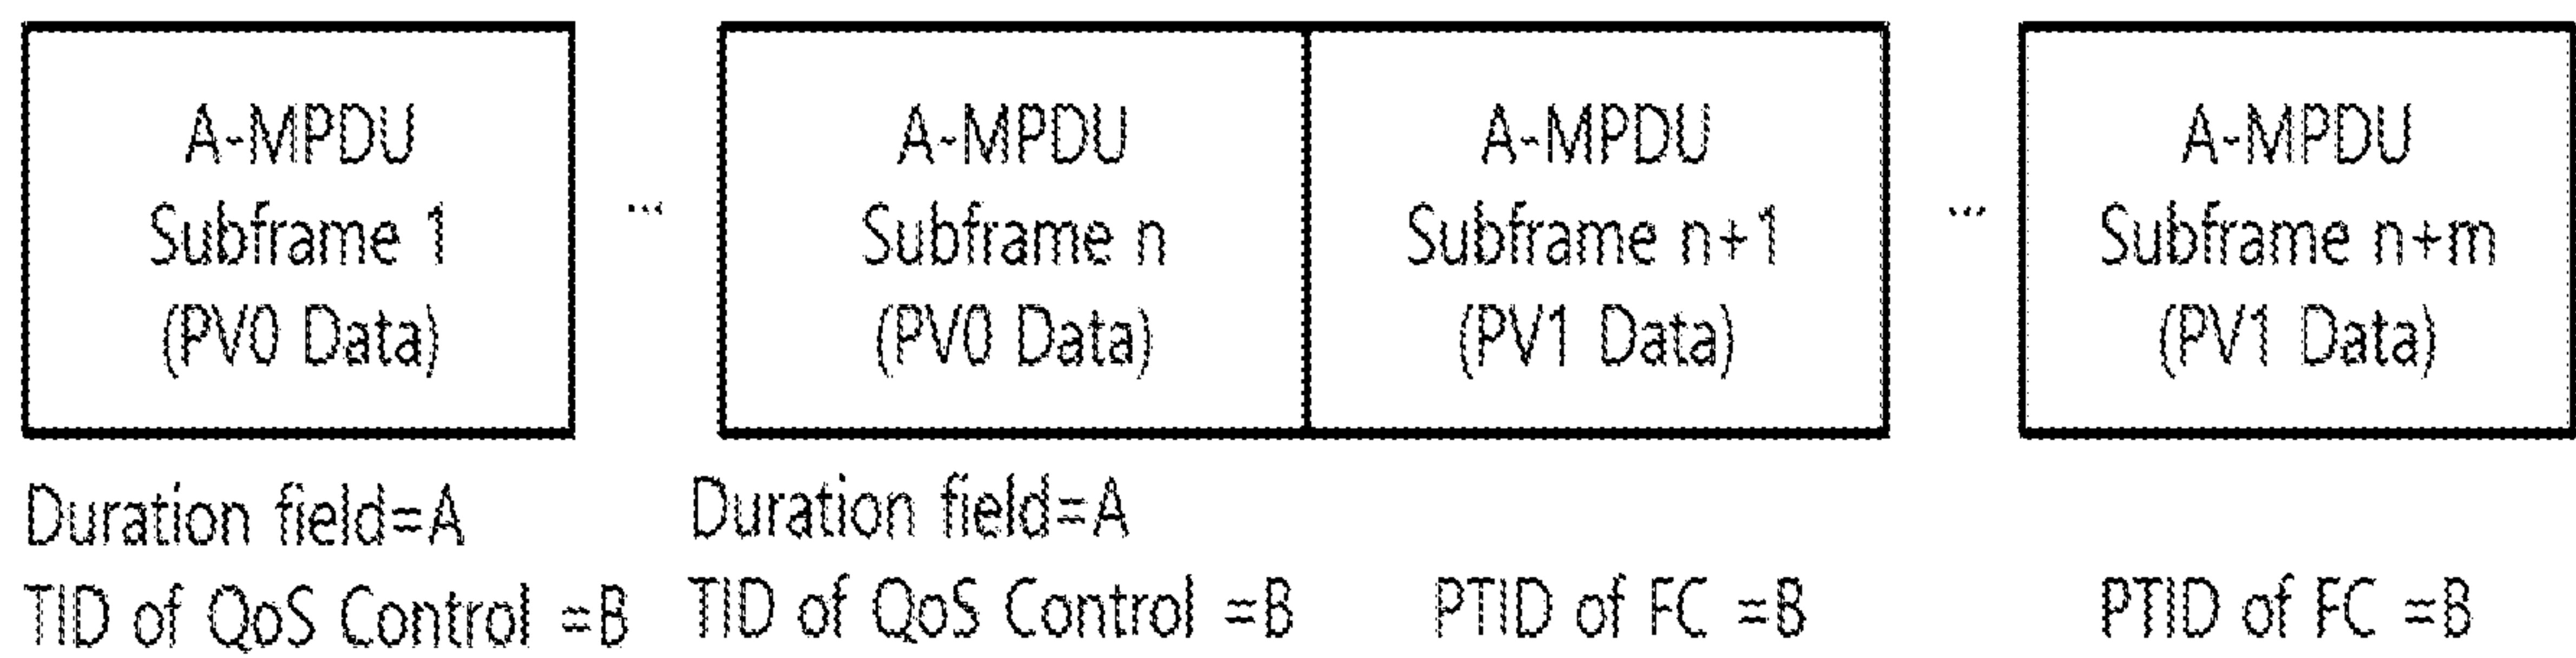 A-MPDU
Subframe 1
(PV0 Data)
...
A-MPDU
Subframe n
(PV0 Data)
A-MPDU
Subframe n+1
(PV1 Data)
...
A-MPDU
Subframe n+m
(PV1 Data)
Duration field=A
TID of QoS Control =B
Duration field=A
TID of QoS Control =B
PTID of FC =B
PTID of FC =B